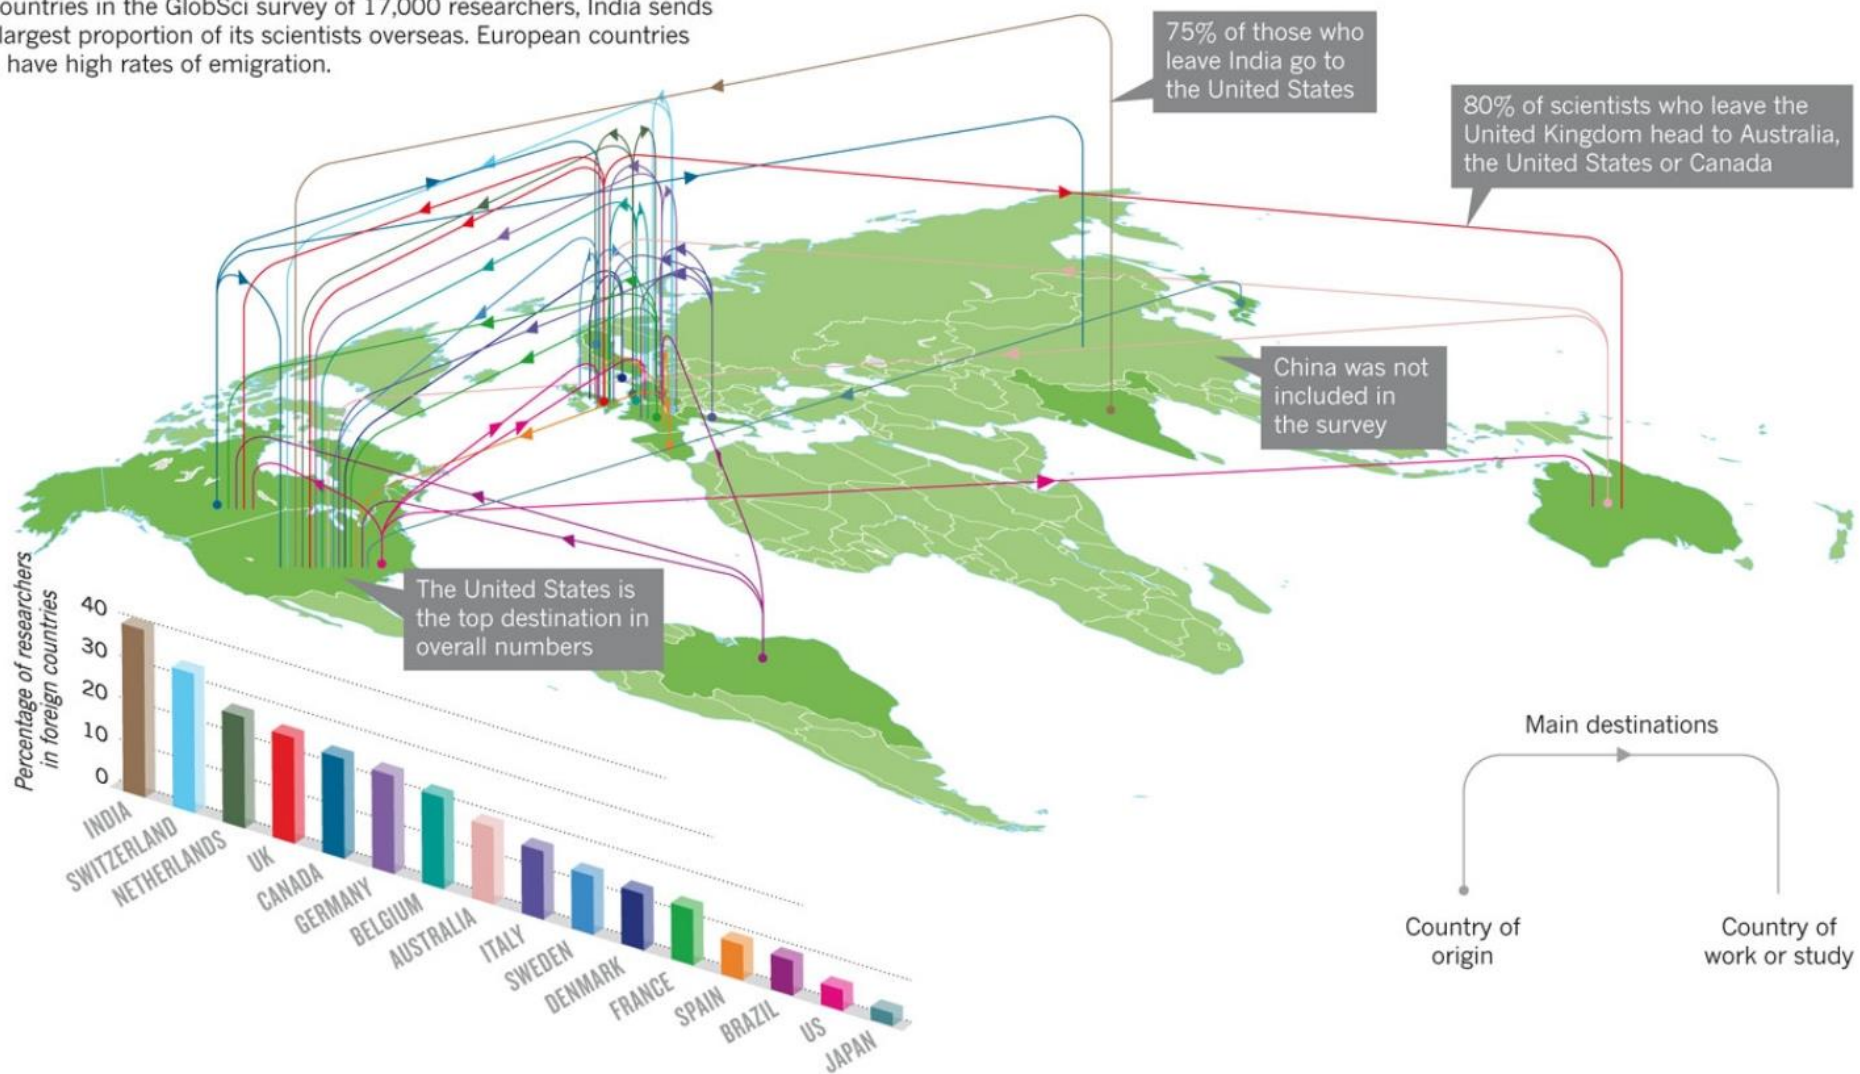 ountries in the GlobSci survey of 17,000 researchers, India sends
largest proportion of its scientists overseas. European countries
have high rates of emigration.
75% of those who
leave India go to
the United States
80% of scientists who leave the
United Kingdom head to Australia,
the United States or Canada
China was not
included in
the survey
The United States is
the top destination in
overall numbers
Percentage of researchers
in foreign countries
40
30
20
10
0
INDIA
SWITZERLAND
NETHERLANDS
UK
CANADA
GERMANY
BELGIUM
AUSTRALIA
ITALY
SWEDEN
DENMARK
FRANCE
SPAIN
BRAZIL
US
JAPAN
Main destinations
Country of
origin
Country of
work or study